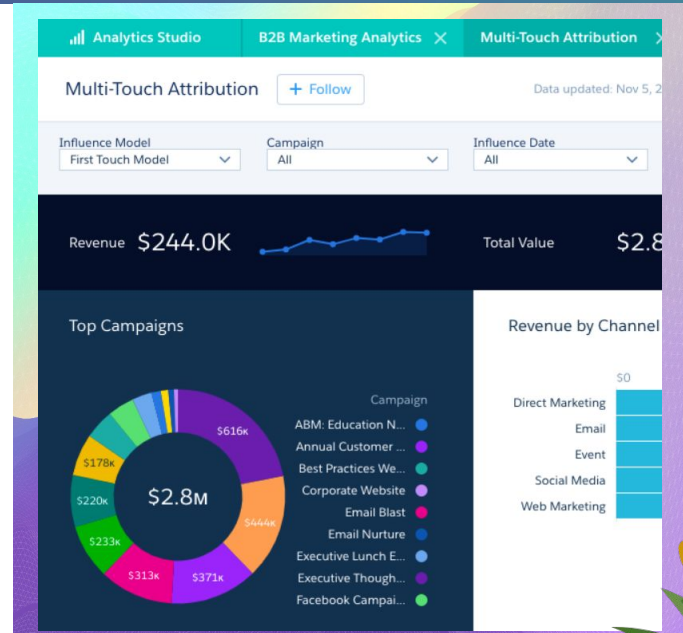 Analytics Studio
B2B Marketing Analytics
Multi-Touch Attribution
Multi-Touch Attribution
+ Follow
Data updated: Nov 5, 2
Influence Model
First Touch Model
Campaign
All
Influence Date
All
Revenue $244.0K
Total Value $2.8
Top Campaigns
Campaign
ABM: Education N...
Annual Customer ...
Best Practices We...
Corporate Website
Email Blast
Email Nurture
Executive Lunch E...
Executive Though...
Facebook Campai...
$616K
$444K
$371K
$313K
$233K
$220K
$178K
$2.8M
Revenue by Channel
$0
Direct Marketing
Email
Event
Social Media
Web Marketing